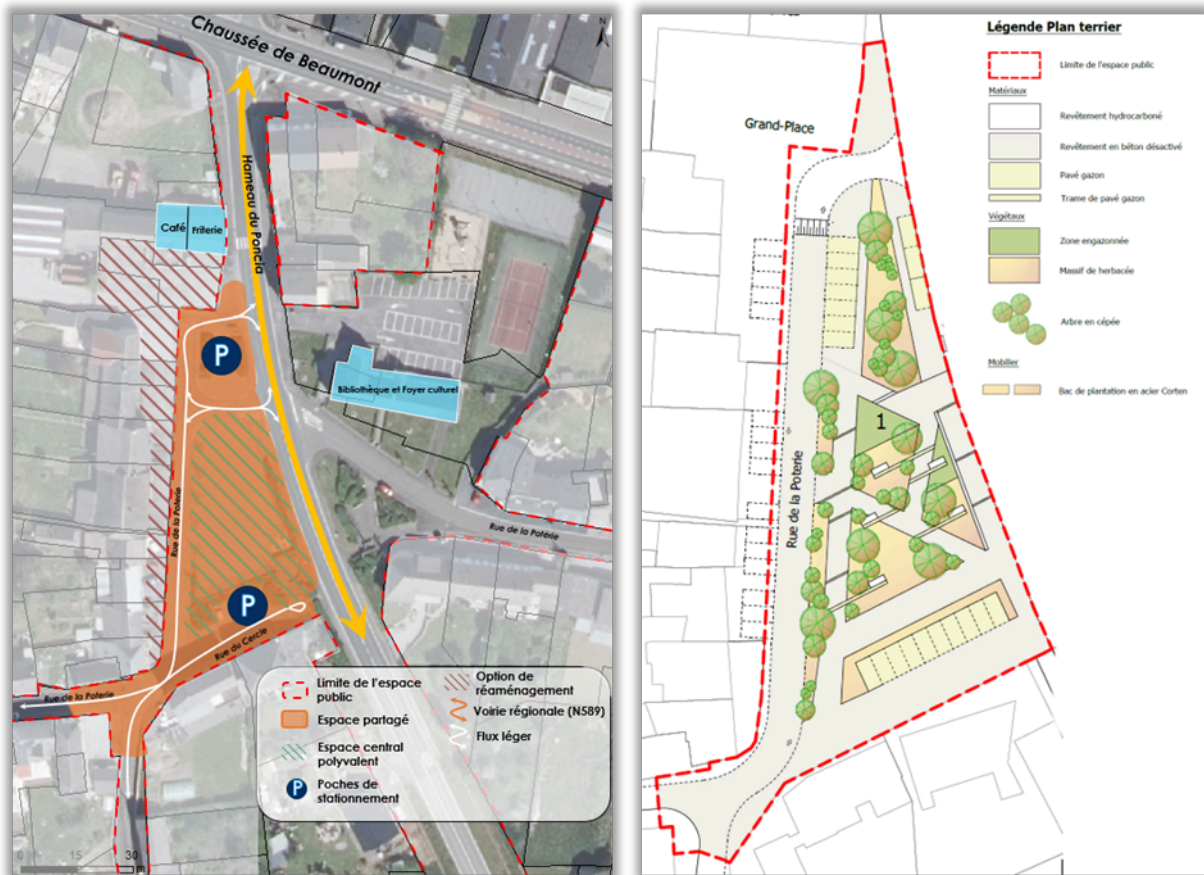 N
Chaussée de Beaumont
Hameau du Poncia
Café
Friterie
P
Bibliothèque et Foyer culturel
Rue de la Poterie
Rue de la Poterie
P
Rue du Cercle
Rue de la Poterie
Limite de l'espace
public
Espace partagé
Espace central
polyvalent
P
Poches de
stationnement
Option de
réaménagement
Voirie régionale (N589)
Flux léger
0
15
30
Grand-Place
Rue de la Poterie
1
Légende Plan terrier
Limite de l'espace public
Matériaux
Revêtement hydrocarboné
Revêtement en béton désactivé
Pavé gazon
Trame de pavé gazon
Végétaux
Zone engazonnée
Massif de herbacée
Arbre en cépée
Mobilier
Bac de plantation en acier Corten